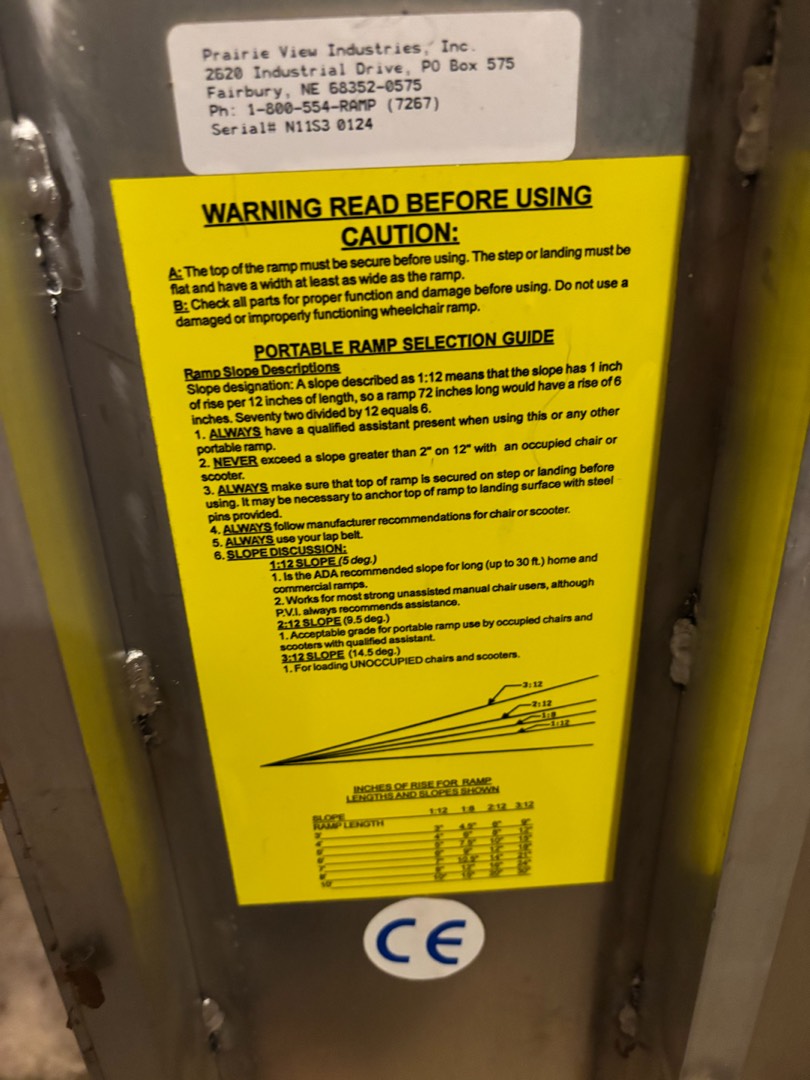 Prairie View Industries, Inc.
2620 Industrial Drive, PO Box 575
Fairbury, NE 68352-0575
Ph: 1-800-554-RAMP (7267)
Serial# N11S3 0124
WARNING READ BEFORE USING
CAUTION:
A: The top of the ramp must be secure before using. The step or landing must be
flat and have a width at least as wide as the ramp.
B: Check all parts for proper function and damage before using. Do not use a
damaged or improperly functioning wheelchair ramp.
PORTABLE RAMP SELECTION GUIDE
Ramp Slope Descriptions
Slope designation: A slope described as 1:12 means that the slope has 1 inch
of rise per 12 inches of length, so a ramp 72 inches long would have a rise of 6
inches. Seventy two divided by 12 equals 6.
1. ALWAYS have a qualified assistant present when using this or any other
portable ramp.
2. NEVER exceed a slope greater than 2" on 12" with an occupied chair or
scooter.
3. ALWAYS make sure that top of ramp is secured on step or landing before
using. It may be necessary to anchor top of ramp to landing surface with steel
pins provided.
4. ALWAYS follow manufacturer recommendations for chair or scooter.
5. ALWAYS use your lap belt.
6. SLOPE DISCUSSION:
1:12 SLOPE (5 deg.)
1. Is the ADA recommended slope for long (up to 30 ft.) home and
commercial ramps.
2. Works for most strong unassisted manual chair users, although
P.V.I. always recommends assistance.
2:12 SLOPE (9.5 deg.)
1. Acceptable grade for portable ramp use by occupied chairs and
scooters with qualified assistant.
3:12 SLOPE (14.5 deg.)
1. For loading UNOCCUPIED chairs and scooters.
3:12
2:12
1:8
1:12
INCHES OF RISE FOR RAMP
LENGTHS AND SLOPES SHOWN
SLOPE 1:12 1:8 2:12 3:12
RAMP LENGTH
3'
4'
5'
6'
7'
8'
10'
CE